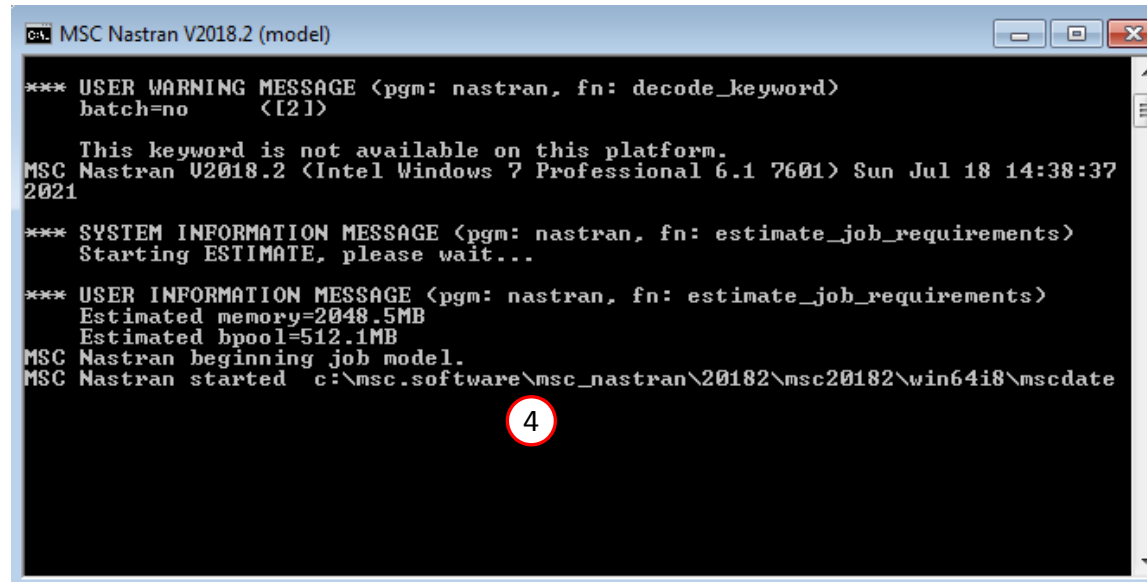 MSC Nastran V2018.2 (model)
*** USER WARNING MESSAGE (pgm: nastran, fn: decode_keyword)
batch=no ([2])
This keyword is not available on this platform.
MSC Nastran V2018.2 (Intel Windows 7 Professional 6.1 7601) Sun Jul 18 14:38:37
2021
*** SYSTEM INFORMATION MESSAGE (pgm: nastran, fn: estimate_job_requirements)
Starting ESTIMATE, please wait...
*** USER INFORMATION MESSAGE (pgm: nastran, fn: estimate_job_requirements)
Estimated memory=2048.5MB
Estimated bpool=512.1MB
MSC Nastran beginning job model.
MSC Nastran started c:\msc.software\msc_nastran\20182\msc20182\win64i8\mscdate
4